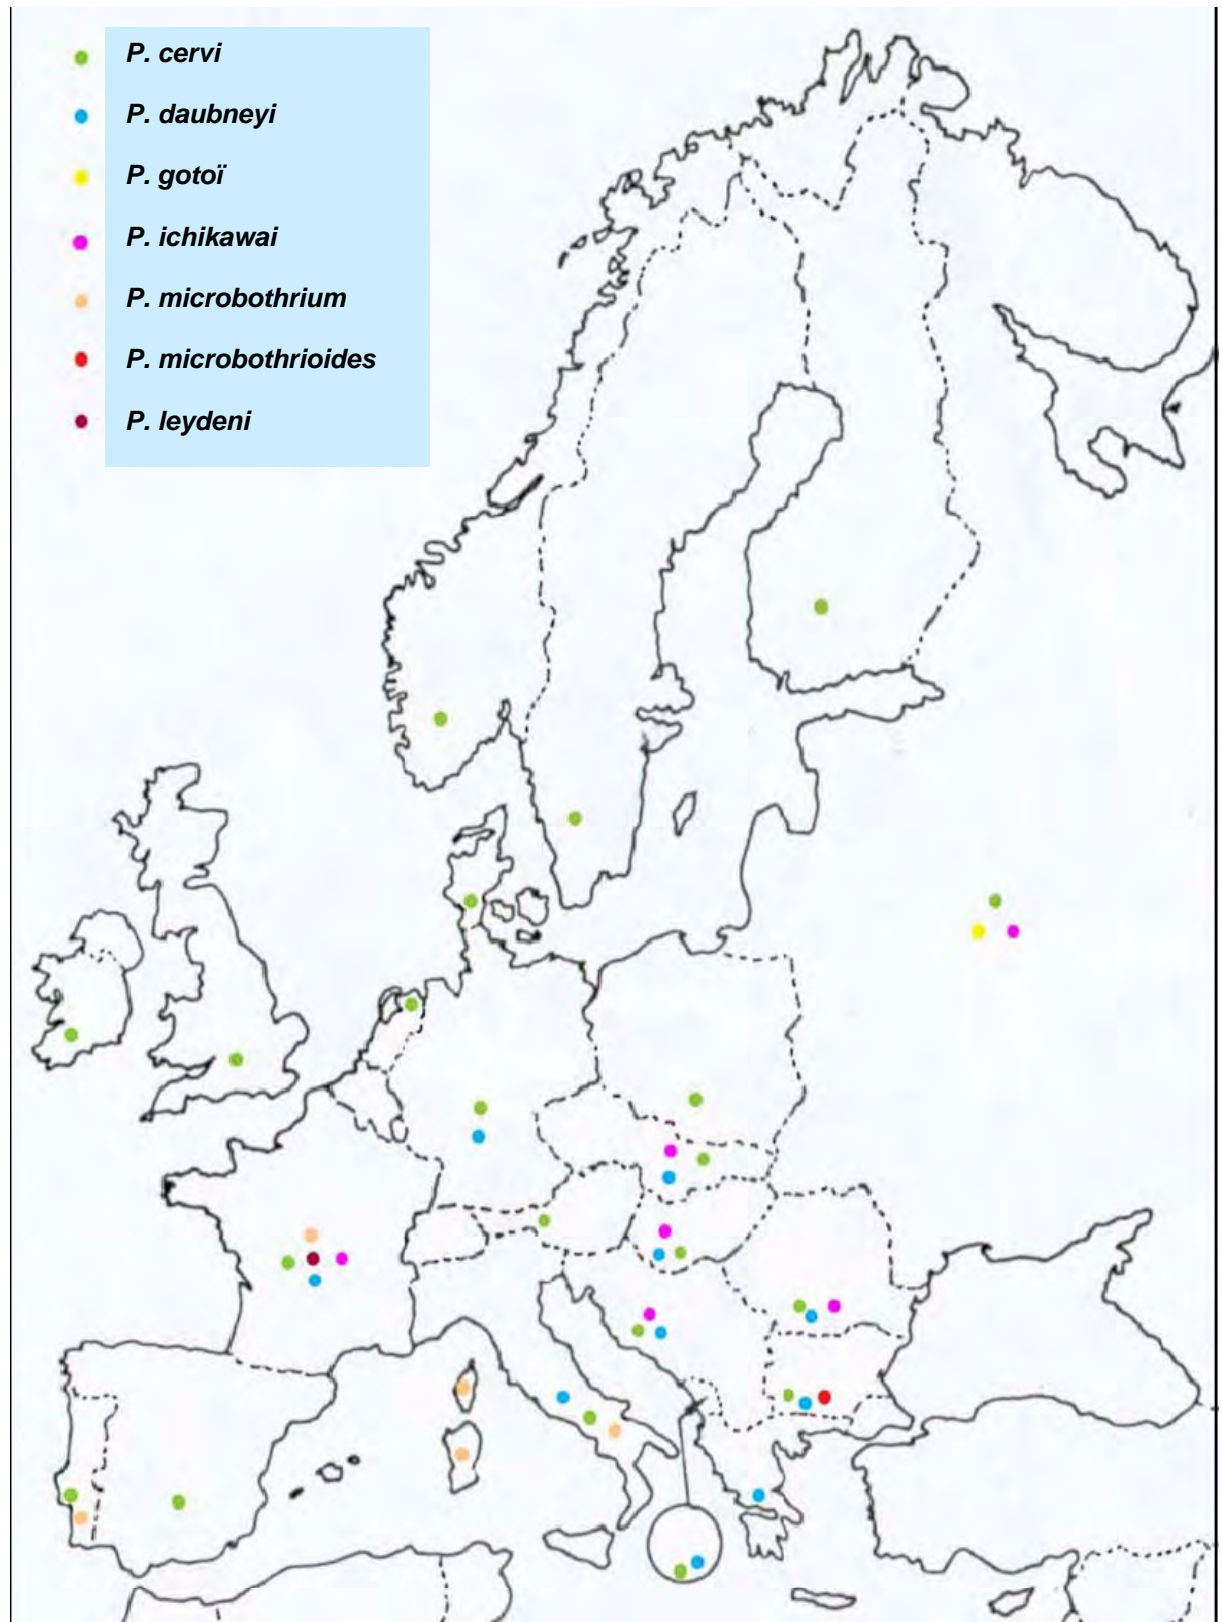 P. cervi
P. daubneyi
P. gotoï
P. ichikawai
P. microbothrium
P. microbothrioides
P. leydeni